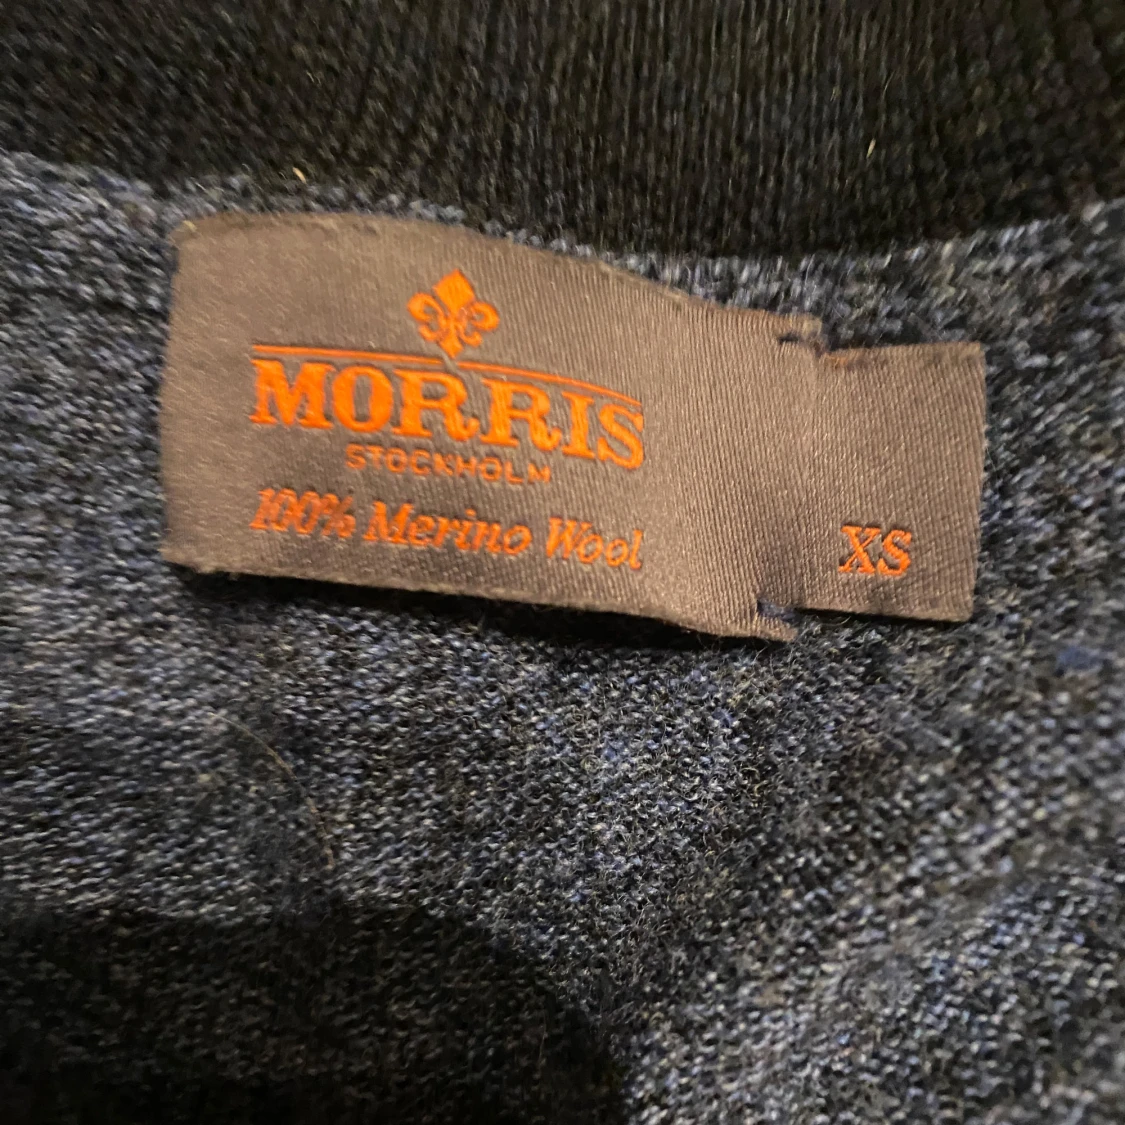 MORRIS
STOCKHOLM
100% Merino Wool
XS